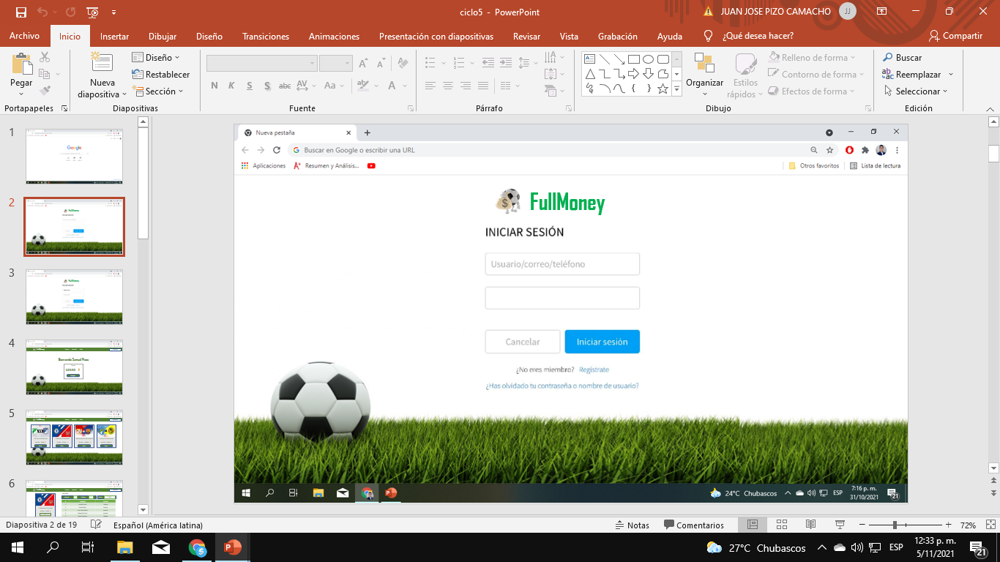 ciclo5 - PowerPoint
JUAN JOSE PIZO CAMACHO
JJ
Archivo Inicio Insertar Dibujar Diseño Transiciones Animaciones Presentación con diapositivas Revisar Vista Grabación Ayuda ¿Qué desea hacer? Compartir
Pegar
Portapapeles
Nueva
diapositiva
Diseño
Restablecer
Sección
Diapositivas
N K S S abc AV Aa A
Fuente
Párrafo
Organizar
Estilos
rápidos
Relleno de forma
Contorno de forma
Efectos de forma
Dibujo
Buscar
Reemplazar
Seleccionar
Edición
1
Google
2
FullMoney
3
FullMoney
4
FullMoney
Bienvenido Samuel Pizo
5
FullMoney
6
FullMoney
Nueva pestaña
Buscar en Google o escribir una URL
Aplicaciones Resumen y Análisis... Otros favoritos Lista de lectura
FullMoney
INICIAR SESIÓN
Usuario/correo/teléfono
Cancelar Iniciar sesión
¿No eres miembro? Regístrate
¿Has olvidado tu contraseña o nombre de usuario?
24°C Chubascos ESP
7:16 p. m.
31/10/2021
21
Diapositiva 2 de 19 Español (América latina) Notas Comentarios 72%
27°C Chubascos ESP
12:33 p. m.
5/11/2021
21